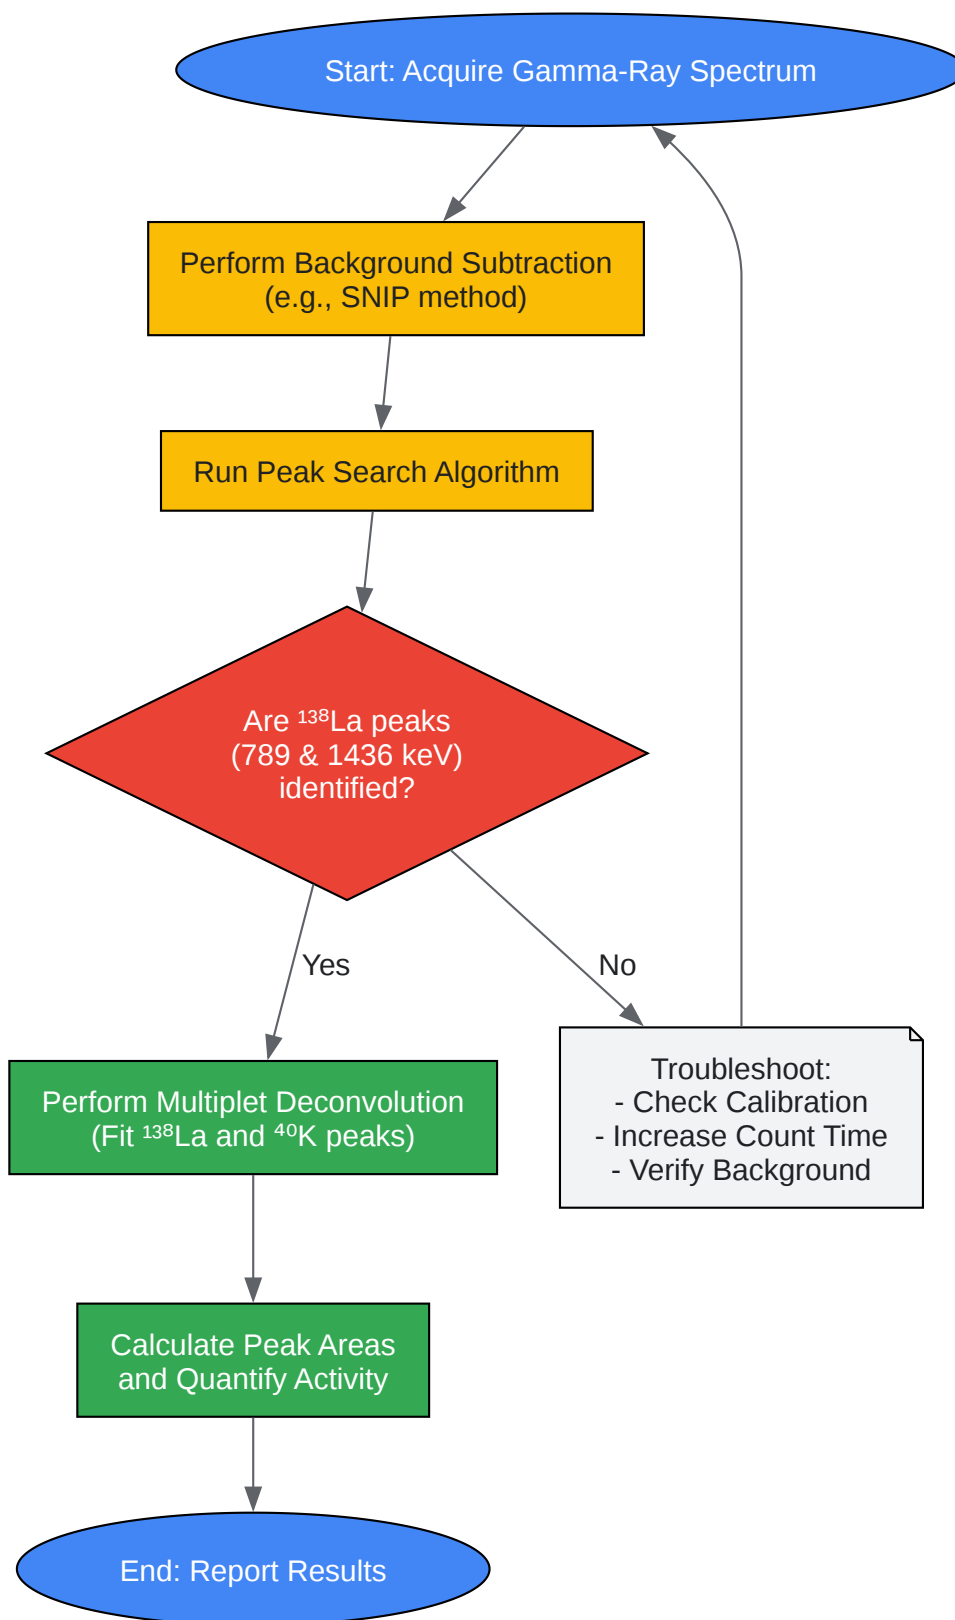 Start: Acquire Gamma-Ray Spectrum
Perform Background Subtraction
(e.g., SNIP method)
Run Peak Search Algorithm
Are ¹³⁸La peaks
(789 & 1436 keV)
identified?
Yes
No
Perform Multiplet Deconvolution
(Fit ¹³⁸La and ⁴⁰K peaks)
Troubleshoot:
- Check Calibration
- Increase Count Time
- Verify Background
Calculate Peak Areas
and Quantify Activity
End: Report Results